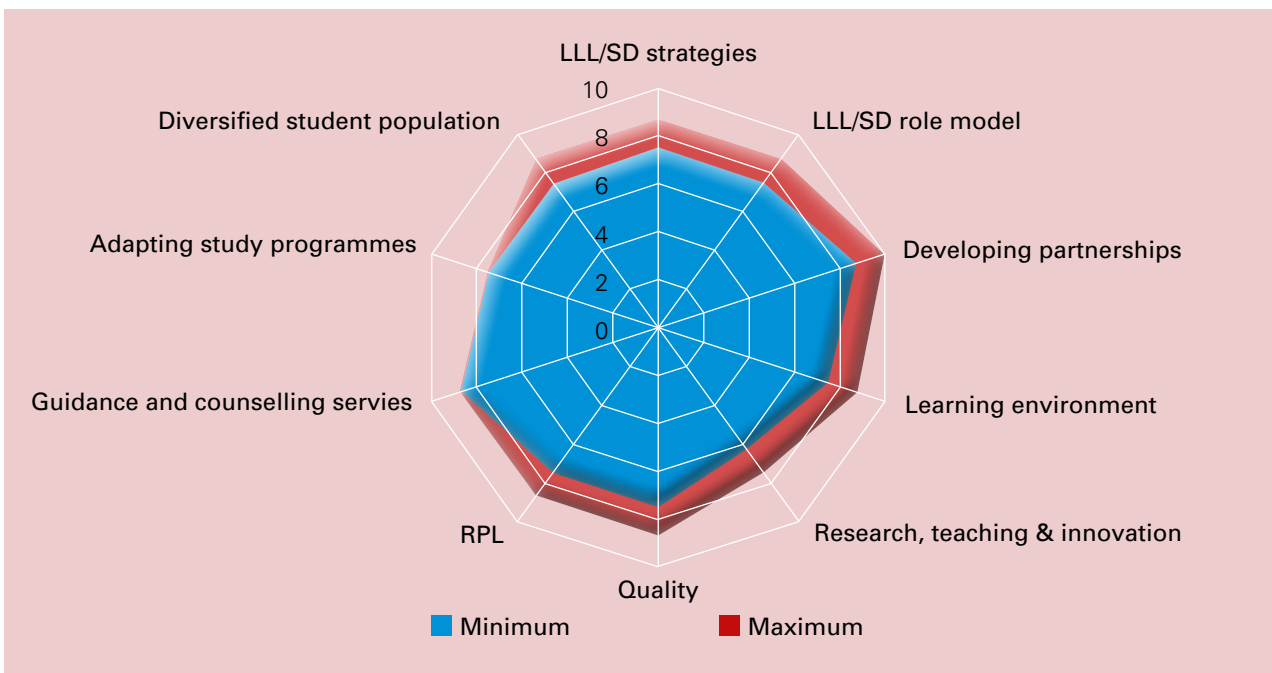 LLL/SD strategies
10
Diversified student population
LLL/SD role model
8
6
Adapting study programmes
4
Developing partnerships
2
0
Guidance and counselling servies
Learning environment
RPL
Research, teaching & innovation
Quality
Minimum
Maximum